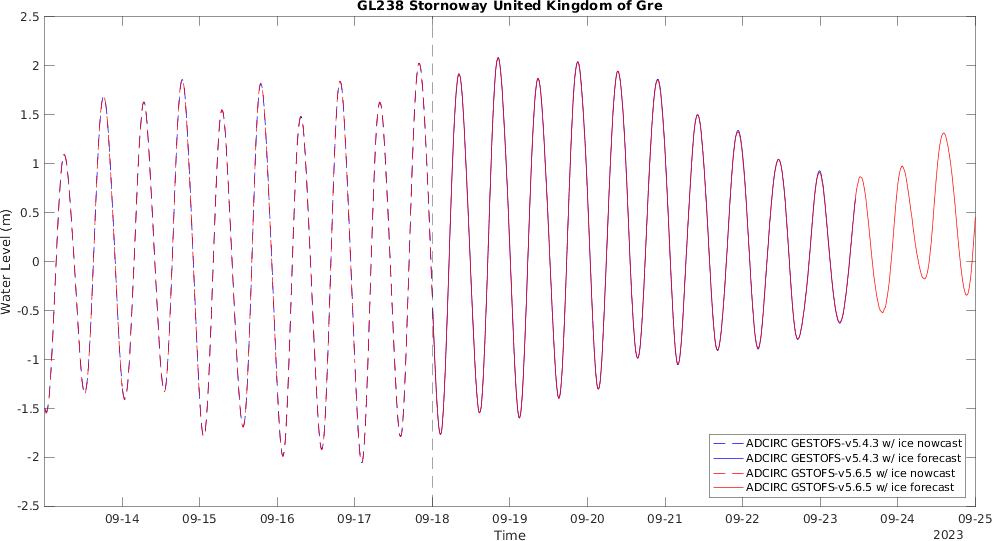 GL238 Stornoway United Kingdom of Gre
2.5
2
1.5
1
0.5
0
-0.5
-1
-1.5
-2
-2.5
Water Level (m)
ADCIRC GESTOFS-v5.4.3 w/ ice nowcast
ADCIRC GESTOFS-v5.4.3 w/ ice forecast
ADCIRC GSTOFS-v5.6.5 w/ ice nowcast
ADCIRC GSTOFS-v5.6.5 w/ ice forecast
09-14 09-15 09-16 09-17 09-18 09-19 09-20 09-21 09-22 09-23 09-24 09-25
Time
2023